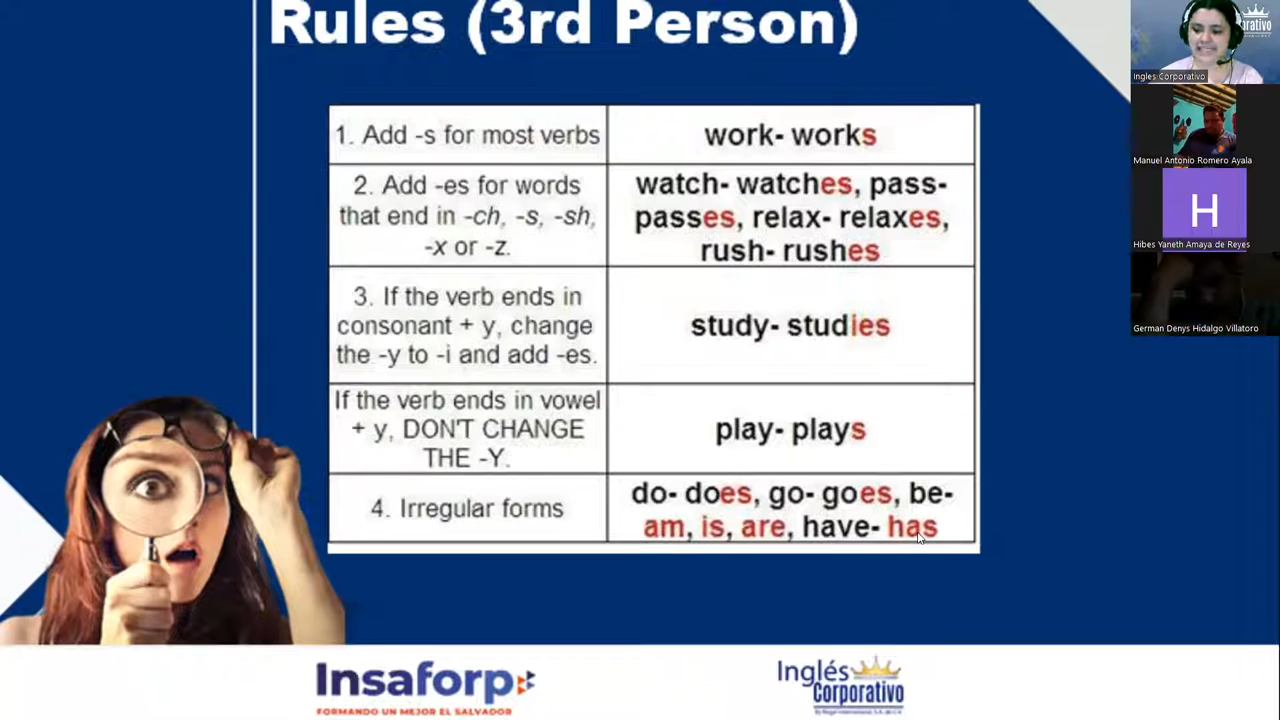 Rules (3rd Person)
1. Add -s for most verbs
work- works
2. Add -es for words
that end in -ch, -s, -sh,
-x or -z.
watch- watches, pass-
passes, relax- relaxes,
rush- rushes
3. If the verb ends in
consonant + y, change
the -y to -i and add -es.
study- studies
If the verb ends in vowel
+ y, DON'T CHANGE
THE -Y.
play- plays
4. Irregular forms
do- does, go- goes, be-
am, is, are, have- has
Insaforp
FORMANDO UN MEJOR EL SALVADOR
Inglés
Corporativo
Ingles Corporativo
Manuel Antonio Romero Ayala
H
Hibes Yaneth Amaya de Reyes
German Denys Hidalgo Villatoro